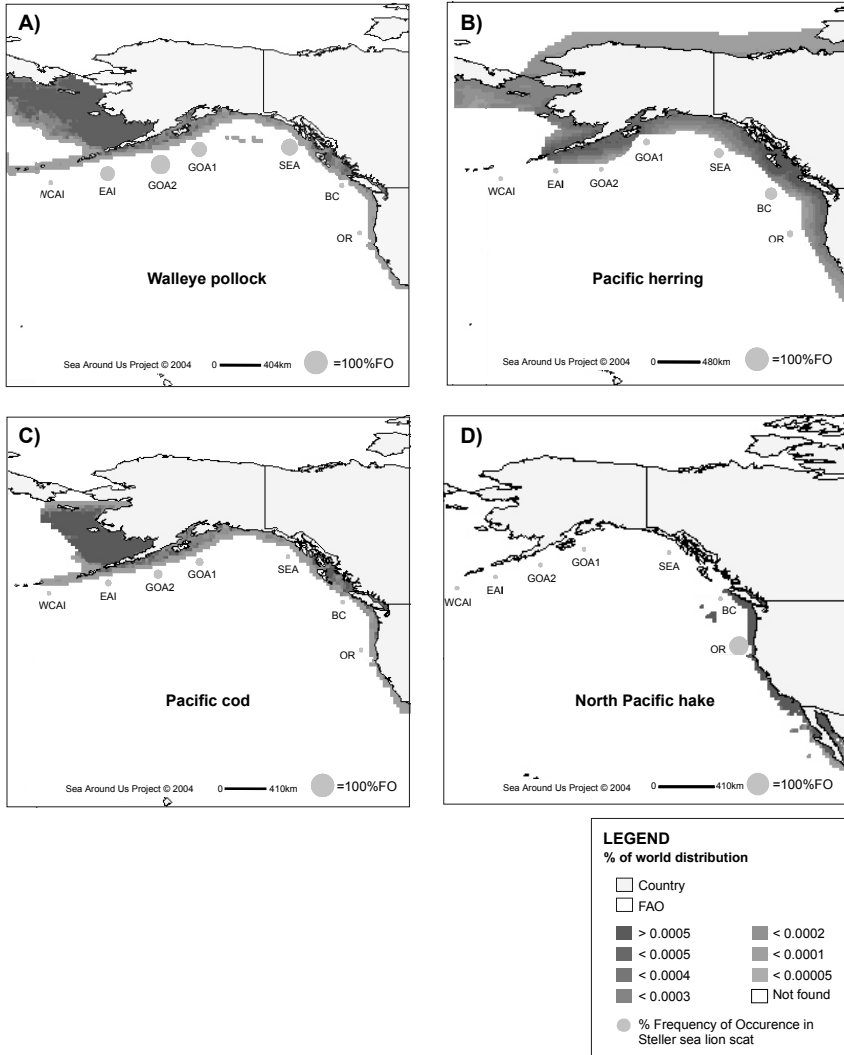 A)
WCAI
EAI
GOA2
GOA1
SEA
BC
OR
Walleye pollock
Sea Around Us Project © 2004 0 404km =100%FO
B)
WCAI
EAI
GOA2
GOA1
SEA
BC
OR
Pacific herring
Sea Around Us Project © 2004 0 480km =100%FO
C)
WCAI
EAI
GOA2
GOA1
SEA
BC
OR
Pacific cod
Sea Around Us Project © 2004 0 410km =100%FO
D)
WCAI
EAI
GOA2
GOA1
SEA
BC
OR
North Pacific hake
Sea Around Us Project © 2004 0 410km =100%FO
LEGEND
% of world distribution
Country
FAO
> 0.0005 < 0.0002
< 0.0005 < 0.0001
< 0.0004 < 0.00005
< 0.0003 Not found
% Frequency of Occurence in
Steller sea lion scat